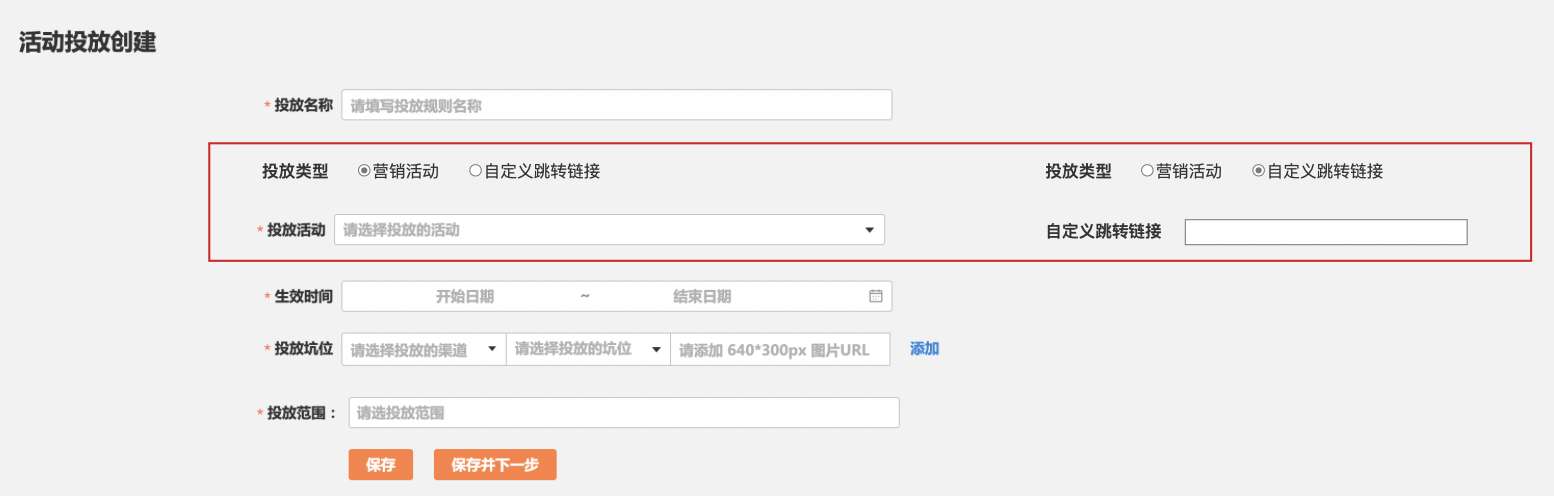 活动投放创建
* 投放名称 请填写投放规则名称
投放类型 营销活动 自定义跳转链接 投放类型 营销活动 自定义跳转链接
* 投放活动 请选择投放的活动 自定义跳转链接
* 生效时间 开始日期 ~ 结束日期
* 投放坑位 请选择投放的渠道 请选择投放的坑位 请添加 640*300px 图片URL 添加
* 投放范围： 请选投放范围
保存 保存并下一步